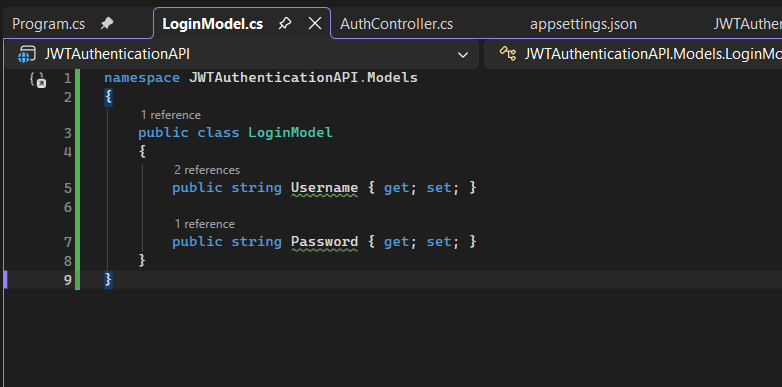 Program.cs LoginModel.cs AuthController.cs appsettings.json JWTAuthen
JWTAuthenticationAPI JWTAuthenticationAPI.Models.LoginMo
1 namespace JWTAuthenticationAPI.Models
2 {
1 reference
3 public class LoginModel
4 {
2 references
5 public string Username { get; set; }
6
1 reference
7 public string Password { get; set; }
8 }
9 }